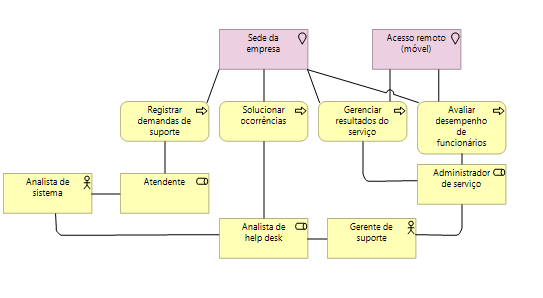 Sede da
empresa
Acesso remoto
(móvel)
Registrar
demandas de
suporte
Solucionar
ocorrências
Gerenciar
resultados do
serviço
Avaliar
desempenho
de
funcionários
Analista de
sistema
Atendente
Administrador
de serviço
Analista de
help desk
Gerente de
suporte